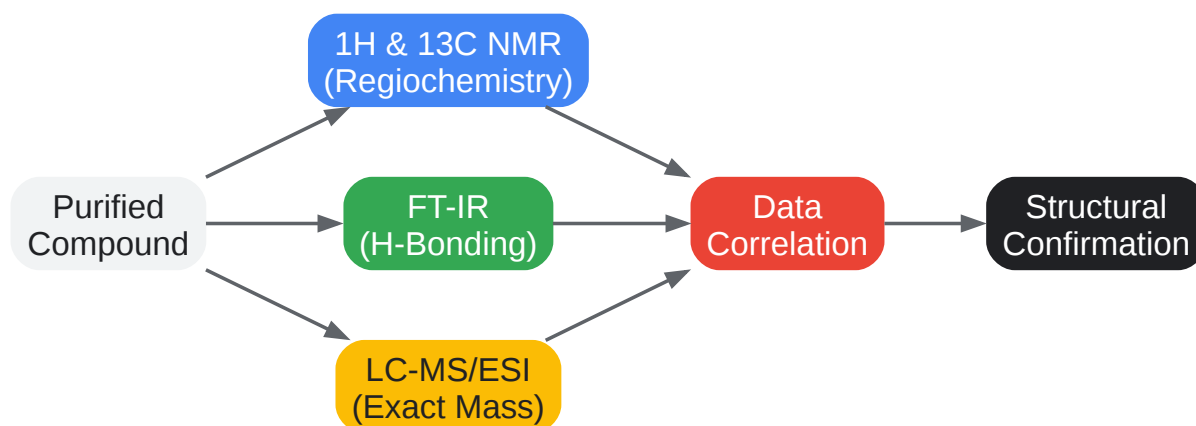 1H & 13C NMR
(Regiochemistry)
Purified
Compound
FT-IR
(H-Bonding)
Data
Correlation
Structural
Confirmation
LC-MS/ESI
(Exact Mass)